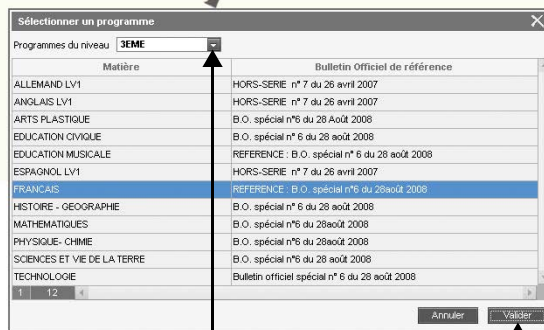 Sélectionner un programme
Programmes du niveau 3EME
Matière Bulletin Officiel de référence
ALLEMAND LV1 HORS-SERIE n° 7 du 26 avril 2007
ANGLAIS LV1 HORS-SERIE n° 7 du 26 avril 2007
ARTS PLASTIQUE B.O. spécial n°6 du 28 Août 2008
EDUCATION CIVIQUE B.O. spécial n° 6 du 28 août 2008
EDUCATION MUSICALE REFERENCE : B.O. spécial n° 6 du 28 août 2008
ESPAGNOL LV1 HORS-SERIE n° 7 du 26 avril 2007
FRANCAIS REFERENCE : B.O. spécial n°6 du 28août 2008
HISTOIRE - GEOGRAPHIE B.O. spécial n° 6 du 28 août 2008
MATHEMATIQUES B.O. spécial n°6 du 28août 2008
PHYSIQUE- CHIMIE B.O. spécial n°6 du 28août 2008
SCIENCES ET VIE DE LA TERRE B.O. spécial n°6 du 28août 2008
TECHNOLOGIE Bulletin officiel spécial n° 6 du 28 août 2008
1 12
Annuler Valider